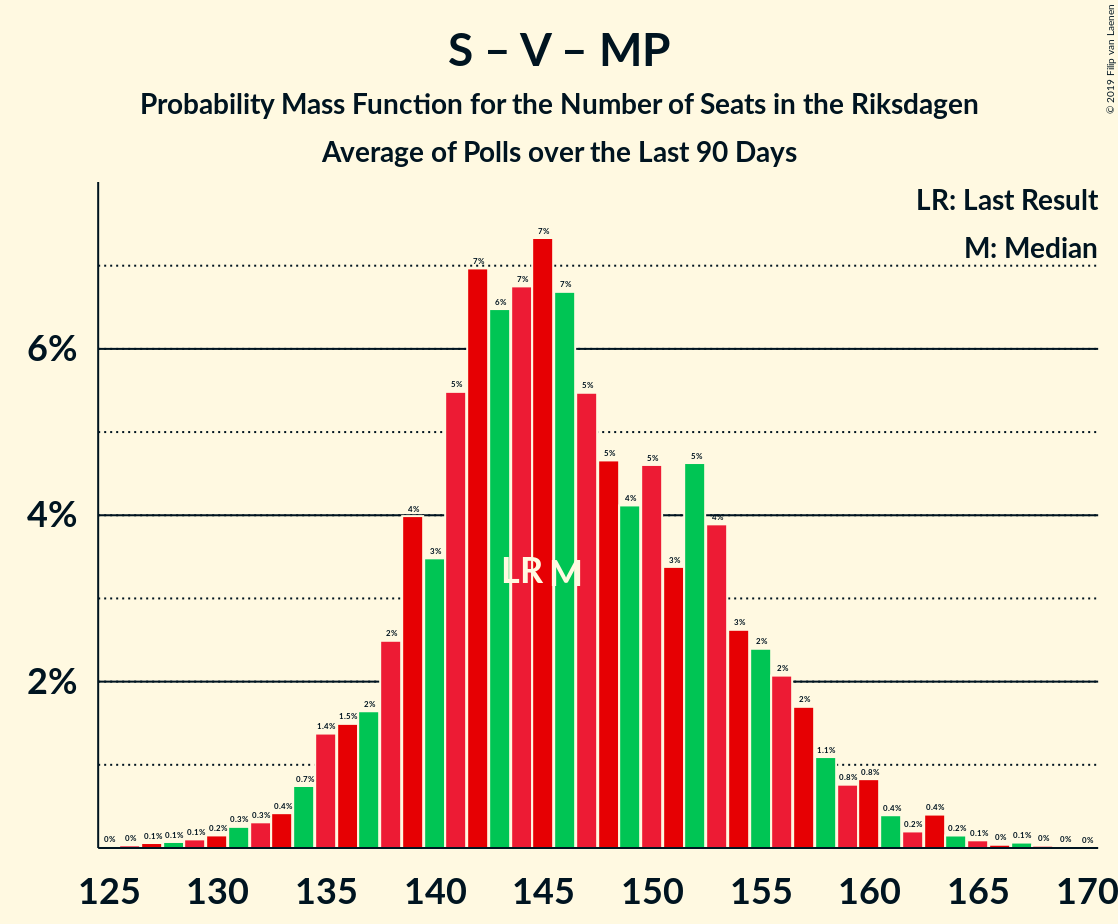 S – V – MP
Probability Mass Function for the Number of Seats in the Riksdagen
Average of Polls over the Last 90 Days
© 2019 Filip van Laenen
LR: Last Result
M: Median
6%
4%
2%
0% 0% 0.1% 0.1% 0.1% 0.2% 0.3% 0.3% 0.4% 0.7% 1.4% 1.5% 2% 2% 4% 3% 5% 7% 6% 7% 7% 7% 5% 5% 4% 5% 3% 5% 4% 3% 2% 2% 2% 1.1% 0.8% 0.8% 0.4% 0.2% 0.4% 0.2% 0.1% 0% 0.1% 0% 0% 0%
LR M
125 130 135 140 145 150 155 160 165 170